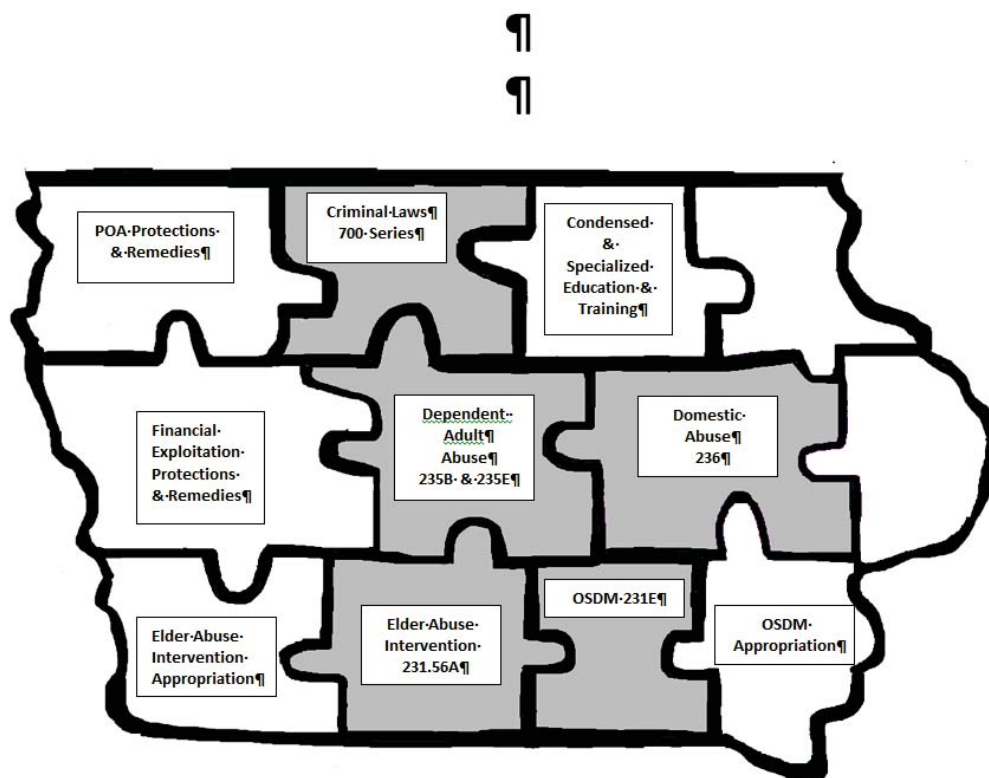 ¶
¶
POA·Protections·
&·Remedies¶
Criminal·Laws¶
700·Series¶
Condensed·
&·
Specialized·
Education·&·
Training¶
Financial·
Exploitation·
Protections·
&·Remedies¶
Dependent··
Adult¶
Abuse¶
235B·&·235E¶
Domestic·
Abuse¶
236¶
Elder·Abuse·
Intervention·
Appropriation¶
Elder·Abuse·
Intervention·
231.56A¶
OSDM·231E¶
OSDM·
Appropriation¶